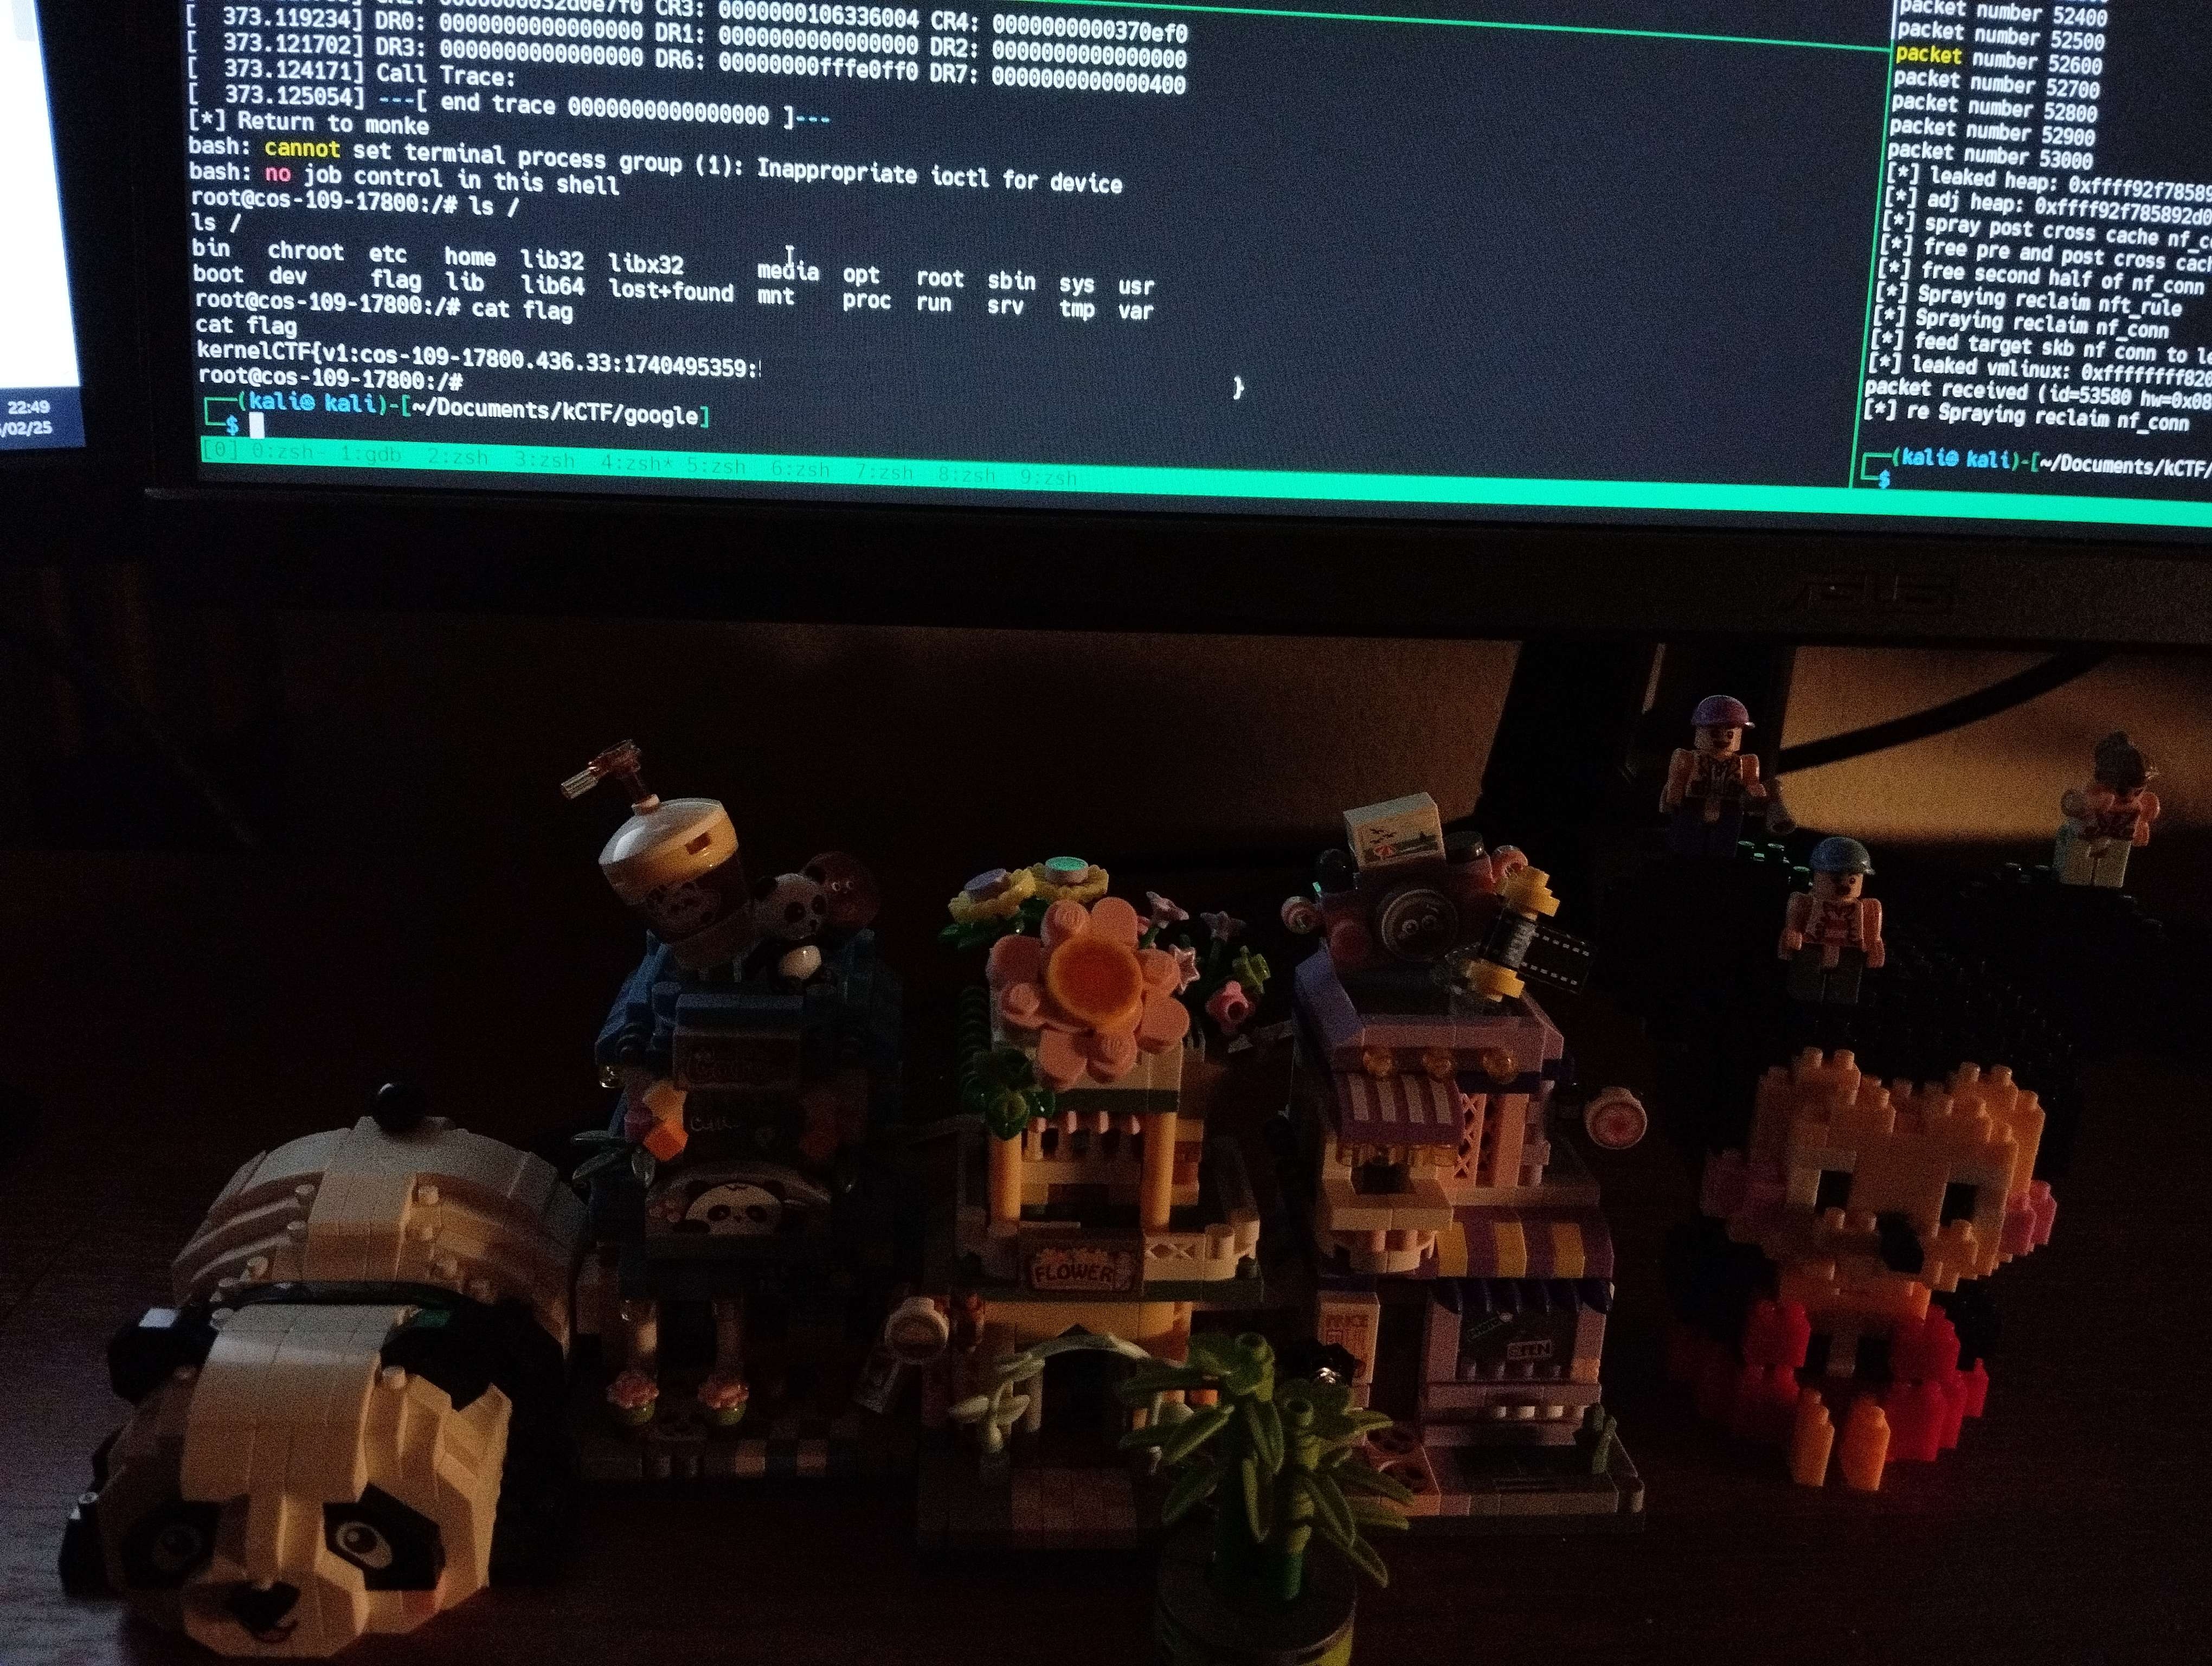 CR3: 0000000106336004 CR4: 0000000000370ef0
[  373.119234] DR0: 0000000000000000 DR1: 0000000000000000 DR2: 0000000000000000
[  373.121702] DR3: 0000000000000000 DR6: 00000000fffe0ff0 DR7: 0000000000000400
[  373.124171] Call Trace:
[  373.125054] ---[ end trace 0000000000000000 ]---
[*] Return to monke
bash: cannot set terminal process group (1): Inappropriate ioctl for device
bash: no job control in this shell
root@cos-109-17800:/# ls /
ls /
bin chroot etc home lib32 libx32 media opt root sbin sys usr
boot dev flag lib lib64 lost+found mnt proc run srv tmp var
root@cos-109-17800:/# cat flag
cat flag
kernelCTF{v1:cos-109-17800.436.33:1740495359:
}
root@cos-109-17800:/#
┌──(kali㉿kali)-[~/Documents/kCTF/google]
└─$
[0] 0:zsh- 1:gdb 2:zsh 3:zsh 4:zsh* 5:zsh 6:zsh 7:zsh 8:zsh 9:zsh
packet number 52400
packet number 52500
packet number 52600
packet number 52700
packet number 52800
packet number 52900
packet number 53000
[*] leaked heap: 0xffff92f78589
[*] adj heap: 0xffff92f785892d0
[*] spray post cross cache nf_c
[*] free pre and post cross cach
[*] free second half of nf_conn
[*] Spraying reclaim nft_rule
[*] Spraying reclaim nf_conn
[*] feed target skb nf conn to le
[*] leaked vmlinux: 0xffffffff820
packet received (id=53580 hw=0x08
[*] re Spraying reclaim nf_conn
┌──(kali㉿kali)-[~/Documents/kCTF/
└─$
22:49
/02/25
ASUS
FLOWER
PRICE
OPEN